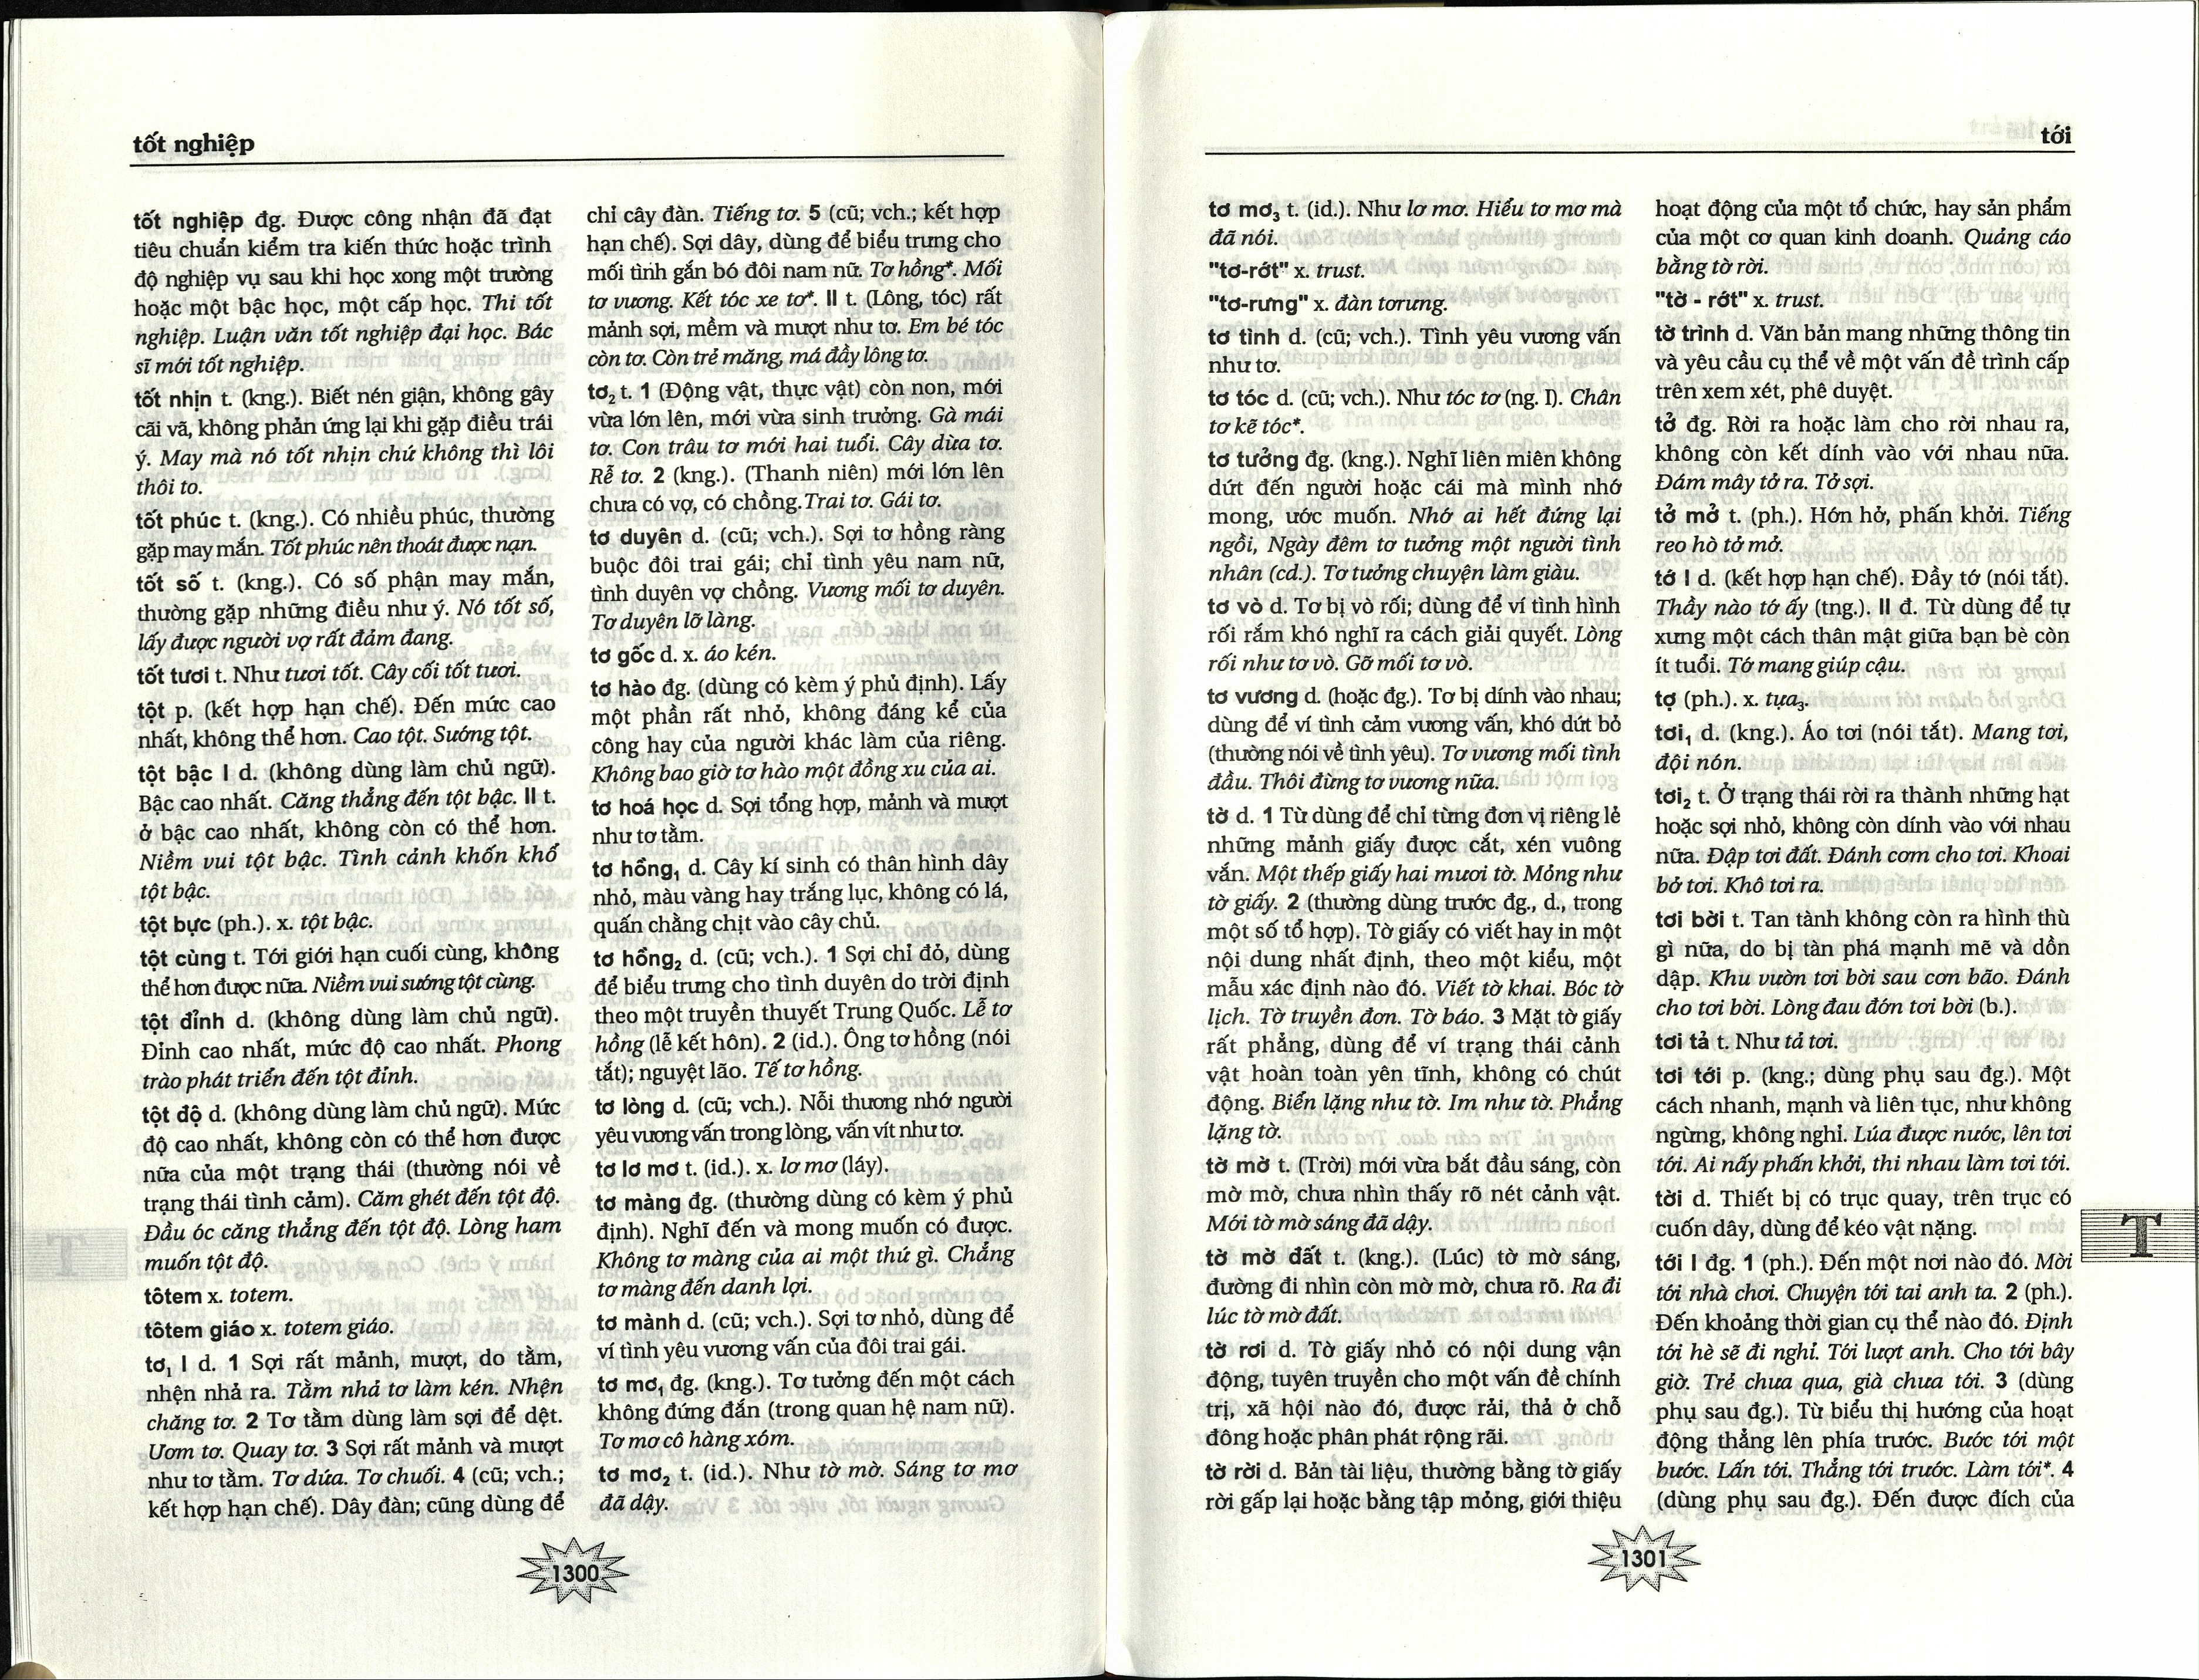 tốt nghiệp
tốt nghiệp đg. Được công nhận đã đạt
tiêu chuẩn kiểm tra kiến thức hoặc trình
độ nghiệp vụ sau khi học xong một trường
hoặc một bậc học, một cấp học. Thi tốt
nghiệp. Luận văn tốt nghiệp đại học. Bác
sĩ mới tốt nghiệp.
tốt nhịn t. (kng.). Biết nén giận, không gây
cãi vã, không phản ứng lại khi gặp điều trái
ý. May mà nó tốt nhịn chứ không thì lôi
thôi to.
tốt phúc t. (kng.). Có nhiều phúc, thường
gặp may mắn. Tốt phúc nên thoát được nạn.
tốt số t. (kng.). Có số phận may mắn,
thường gặp những điều như ý. Nó tốt số,
lấy được người vợ rất đảm đang.
tốt tươi t. Như tươi tốt. Cây cối tốt tươi.
tột p. (kết hợp hạn chế). Đến mức cao
nhất, không thể hơn. Cao tột. Sướng tột.
tột bậc I d. (không dùng làm chủ ngữ).
Bậc cao nhất. Căng thẳng đến tột bậc. II t.
ở bậc cao nhất, không còn có thể hơn.
Niềm vui tột bậc. Tình cảnh khốn khổ
tột bậc.
tột bực (ph.). x. tột bậc.
tột cùng t. Tới giới hạn cuối cùng, không
thể hơn được nữa. Niềm vui sướng tột cùng.
tột đỉnh d. (không dùng làm chủ ngữ).
Đỉnh cao nhất, mức độ cao nhất. Phong
trào phát triển đến tột đỉnh.
tột độ d. (không dùng làm chủ ngữ). Mức
độ cao nhất, không còn có thể hơn được
nữa của một trạng thái (thường nói về
trạng thái tình cảm). Căm ghét đến tột độ.
Đầu óc căng thẳng đến tột độ. Lòng ham
muốn tột độ.
tôtem x. totem.
tôtem giáo x. totem giáo.
tơ₁ I d. 1 Sợi rất mảnh, mượt, do tằm,
nhện nhả ra. Tằm nhả tơ làm kén. Nhện
chăng tơ. 2 Tơ tằm dùng làm sợi để dệt.
Ươm tơ. Quay tơ. 3 Sợi rất mảnh và mượt
như tơ tằm. Tơ dứa. Tơ chuối. 4 (cũ; vch.;
kết hợp hạn chế). Dây đàn; cũng dùng để
chỉ cây đàn. Tiếng tơ. 5 (cũ; vch.; kết hợp
hạn chế). Sợi dây, dùng để biểu trưng cho
mối tình gắn bó đôi nam nữ. Tơ hồng*. Mối
tơ vương. Kết tóc xe tơ*. II t. (Lông, tóc) rất
mảnh sợi, mềm và mượt như tơ. Em bé tóc
còn tơ. Còn trẻ măng, má đầy lông tơ.
tơ₂ t. 1 (Động vật, thực vật) còn non, mới
vừa lớn lên, mới vừa sinh trưởng. Gà mái
tơ. Con trâu tơ mới hai tuổi. Cây dừa tơ.
Rễ tơ. 2 (kng.). (Thanh niên) mới lớn lên
chưa có vợ, có chồng. Trai tơ. Gái tơ.
tơ duyên d. (cũ; vch.). Sợi tơ hồng ràng
buộc đôi trai gái; chỉ tình yêu nam nữ,
tình duyên vợ chồng. Vương mối tơ duyên.
Tơ duyên lỡ làng.
tơ gốc d. x. áo kén.
tơ hào đg. (dùng có kèm ý phủ định). Lấy
một phần rất nhỏ, không đáng kể của
công hay của người khác làm của riêng.
Không bao giờ tơ hào một đồng xu của ai.
tơ hoá học d. Sợi tổng hợp, mảnh và mượt
như tơ tằm.
tơ hồng₁ d. Cây kí sinh có thân hình dây
nhỏ, màu vàng hay trắng lục, không có lá,
quấn chằng chịt vào cây chủ.
tơ hồng₂ d. (cũ; vch.). 1 Sợi chỉ đỏ, dùng
để biểu trưng cho tình duyên do trời định
theo một truyền thuyết Trung Quốc. Lễ tơ
hồng (lễ kết hôn). 2 (id.). Ông tơ hồng (nói
tắt); nguyệt lão. Tế tơ hồng.
tơ lòng d. (cũ; vch.). Nỗi thương nhớ người
yêu vương vấn trong lòng, vấn vít như tơ.
tơ lơ mơ t. (id.). x. lơ mơ (láy).
tơ màng đg. (thường dùng có kèm ý phủ
định). Nghĩ đến và mong muốn có được.
Không tơ màng của ai một thứ gì. Chẳng
tơ màng đến danh lợi.
tơ mành d. (cũ; vch.). Sợi tơ nhỏ, dùng để
ví tình yêu vương vấn của đôi trai gái.
tơ mơ₁ đg. (kng.). Tơ tưởng đến một cách
không đứng đắn (trong quan hệ nam nữ).
Tơ mơ cô hàng xóm.
tơ mơ₂ t. (id.). Như tờ mờ. Sáng tơ mơ
đã dậy.
1300
tới
tơ mơ₃ t. (id.). Như lơ mơ. Hiểu tơ mơ mà
đã nói.
"tơ-rớt" x. trust.
"tơ-rưng" x. đàn torưng.
tơ tình d. (cũ; vch.). Tình yêu vương vấn
như tơ.
tơ tóc d. (cũ; vch.). Như tóc tơ (ng. I). Chân
tơ kẽ tóc*.
tơ tưởng đg. (kng.). Nghĩ liên miên không
dứt đến người hoặc cái mà mình nhớ
mong, ước muốn. Nhớ ai hết đứng lại
ngồi, Ngày đêm tơ tưởng một người tình
nhân (cd.). Tơ tưởng chuyện làm giàu.
tơ vò d. Tơ bị vò rối; dùng để ví tình hình
rối rắm khó nghĩ ra cách giải quyết. Lòng
rối như tơ vò. Gỡ mối tơ vò.
tơ vương d. (hoặc đg.). Tơ bị dính vào nhau;
dùng để ví tình cảm vương vấn, khó dứt bỏ
(thường nói về tình yêu). Tơ vương mối tình
đầu. Thôi đừng tơ vương nữa.
tờ d. 1 Từ dùng để chỉ từng đơn vị riêng lẻ
những mảnh giấy được cắt, xén vuông
vắn. Một thếp giấy hai mươi tờ. Mỏng như
tờ giấy. 2 (thường dùng trước đg., d., trong
một số tổ hợp). Tờ giấy có viết hay in một
nội dung nhất định, theo một kiểu, một
mẫu xác định nào đó. Viết tờ khai. Bóc tờ
lịch. Tờ truyền đơn. Tờ báo. 3 Mặt tờ giấy
rất phẳng, dùng để ví trạng thái cảnh
vật hoàn toàn yên tĩnh, không có chút
động. Biển lặng như tờ. Im như tờ. Phẳng
lặng tờ.
tờ mờ t. (Trời) mới vừa bắt đầu sáng, còn
mờ mờ, chưa nhìn thấy rõ nét cảnh vật.
Mới tờ mờ sáng đã dậy.
tờ mờ đất t. (kng.). (Lúc) tờ mờ sáng,
đường đi nhìn còn mờ mờ, chưa rõ. Ra đi
lúc tờ mờ đất.
tờ rơi d. Tờ giấy nhỏ có nội dung vận
động, tuyên truyền cho một vấn đề chính
trị, xã hội nào đó, được rải, thả ở chỗ
đông hoặc phân phát rộng rãi.
tờ rời d. Bản tài liệu, thường bằng tờ giấy
rời gấp lại hoặc bằng tập mỏng, giới thiệu
hoạt động của một tổ chức, hay sản phẩm
của một cơ quan kinh doanh. Quảng cáo
bằng tờ rời.
"tờ - rớt" x. trust.
tờ trình d. Văn bản mang những thông tin
và yêu cầu cụ thể về một vấn đề trình cấp
trên xem xét, phê duyệt.
tở đg. Rời ra hoặc làm cho rời nhau ra,
không còn kết dính vào với nhau nữa.
Đám mây tở ra. Tở sợi.
tở mở t. (ph.). Hớn hở, phấn khởi. Tiếng
reo hò tở mở.
tớ I d. (kết hợp hạn chế). Đầy tớ (nói tắt).
Thầy nào tớ ấy (tng.). II đ. Từ dùng để tự
xưng một cách thân mật giữa bạn bè còn
ít tuổi. Tớ mang giúp cậu.
tợ (ph.). x. tựa₃.
tơi₁ d. (kng.). Áo tơi (nói tắt). Mang tơi,
đội nón.
tơi₂ t. Ở trạng thái rời ra thành những hạt
hoặc sợi nhỏ, không còn dính vào với nhau
nữa. Đập tơi đất. Đánh cơm cho tơi. Khoai
bở tơi. Khô tơi ra.
tơi bời t. Tan tành không còn ra hình thù
gì nữa, do bị tàn phá mạnh mẽ và dồn
dập. Khu vườn tơi bời sau cơn bão. Đánh
cho tơi bời. Lòng đau đớn tơi bời (b.).
tơi tả t. Như tả tơi.
tơi tới p. (kng.; dùng phụ sau đg.). Một
cách nhanh, mạnh và liên tục, như không
ngừng, không nghỉ. Lúa được nước, lên tơi
tới. Ai nấy phấn khởi, thi nhau làm tơi tới.
tời d. Thiết bị có trục quay, trên trục có
cuốn dây, dùng để kéo vật nặng.
tới I đg. 1 (ph.). Đến một nơi nào đó. Mời
tới nhà chơi. Chuyện tới tai anh ta. 2 (ph.).
Đến khoảng thời gian cụ thể nào đó. Định
tới hè sẽ đi nghỉ. Tới lượt anh. Cho tới bây
giờ. Trẻ chưa qua, già chưa tới. 3 (dùng
phụ sau đg.). Từ biểu thị hướng của hoạt
động thẳng lên phía trước. Bước tới một
bước. Lấn tới. Thẳng tới trước. Làm tới*. 4
(dùng phụ sau đg.). Đến được đích của
T
1301